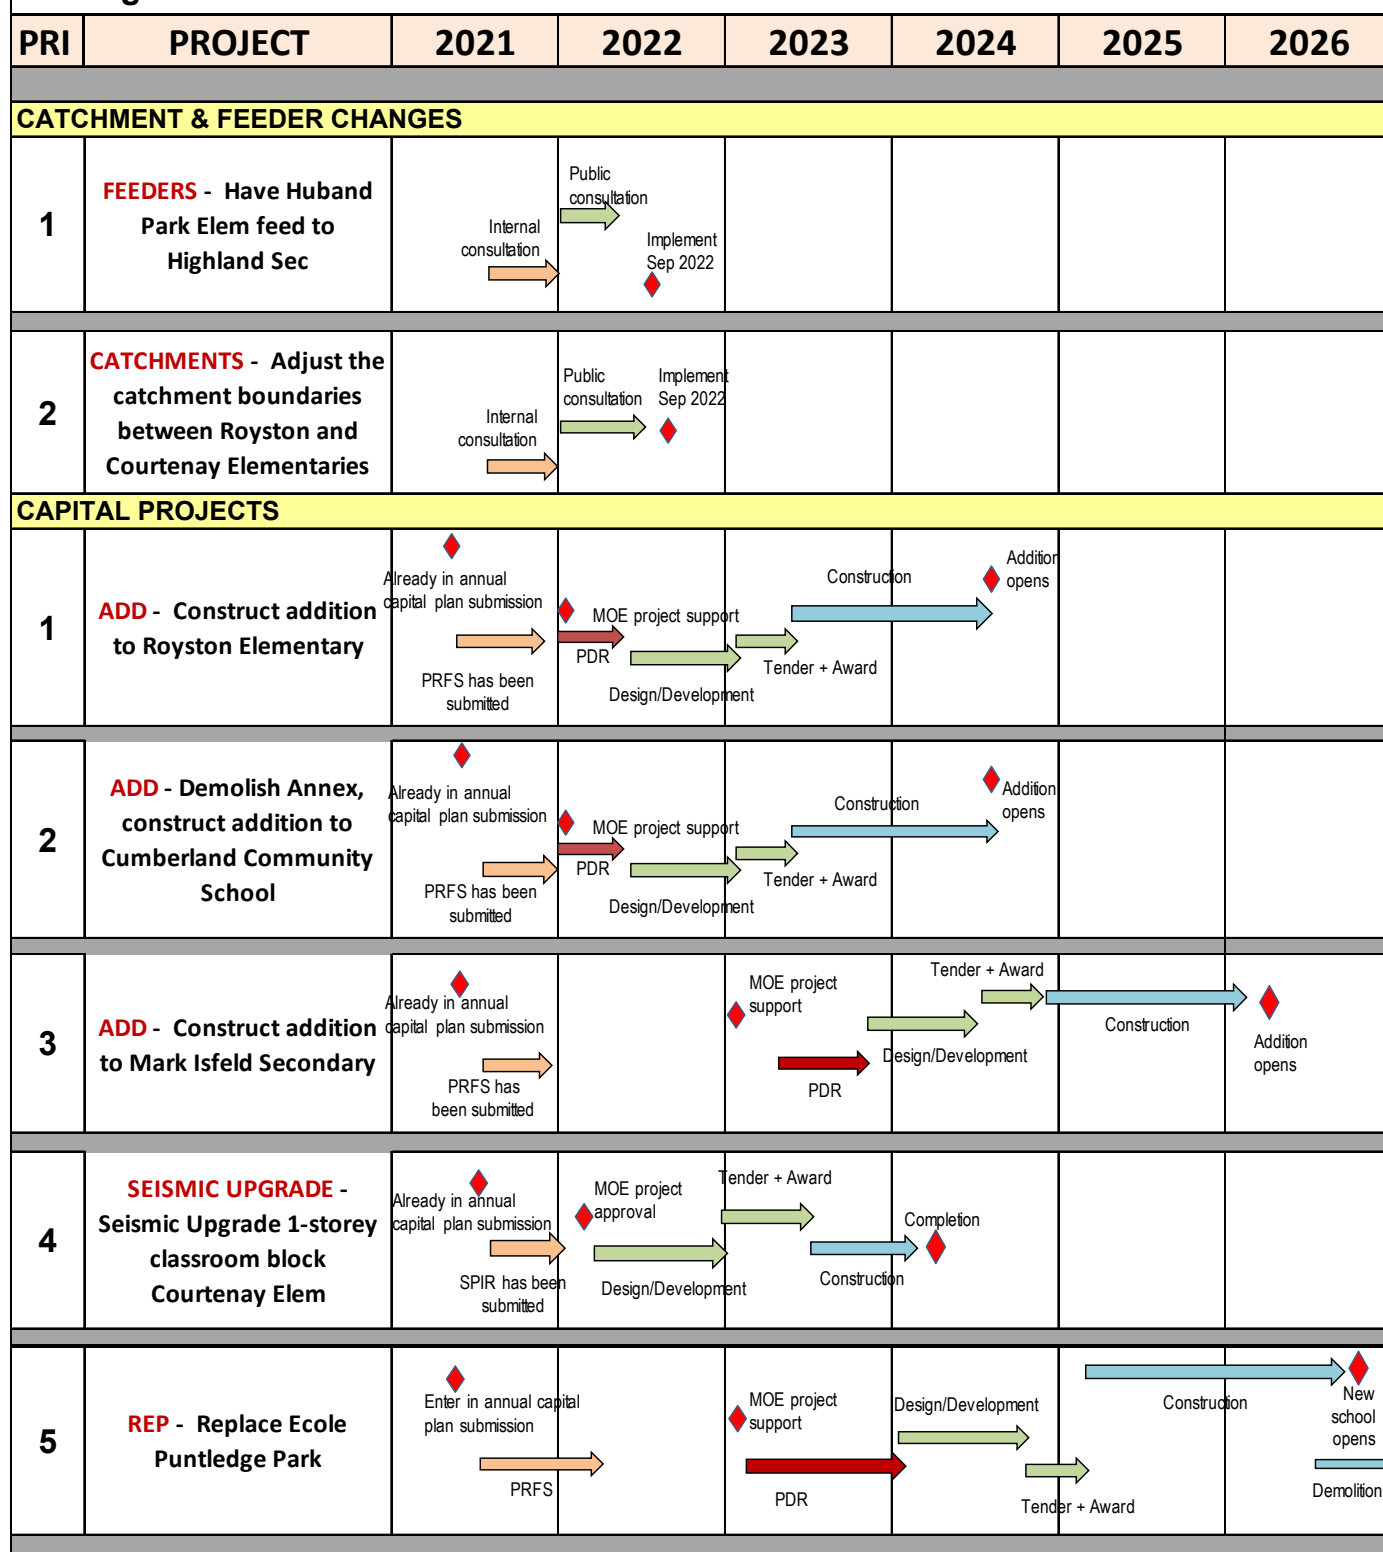 PRI PROJECT 2021 2022 2023 2024 2025 2026
CATCHMENT & FEEDER CHANGES
1
FEEDERS - Have Huband
Park Elem feed to
Highland Sec
Internal
consultation
Public
consultation
Implement
Sep 2022
2
CATCHMENTS - Adjust the
catchment boundaries
between Royston and
Courtenay Elementaries
Internal
consultation
Public
consultation
Implement
Sep 2022
CAPITAL PROJECTS
1
ADD - Construct addition
to Royston Elementary
Already in annual
capital plan submission
PRFS has been
submitted
MOE project support
PDR
Design/Development
Tender + Award
Construction
Addition
opens
2
ADD - Demolish Annex,
construct addition to
Cumberland Community
School
Already in annual
capital plan submission
PRFS has been
submitted
MOE project support
PDR
Design/Development
Tender + Award
Construction
Addition
opens
3
ADD - Construct addition
to Mark Isfeld Secondary
Already in annual
capital plan submission
PRFS has
been submitted
MOE project
support
PDR
Design/Development
Tender + Award
Construction
Addition
opens
4
SEISMIC UPGRADE -
Seismic Upgrade 1-storey
classroom block
Courtenay Elem
Already in annual
capital plan submission
SPIR has been
submitted
MOE project
approval
Design/Development
Tender + Award
Construction
Completion
5
REP - Replace Ecole
Puntledge Park
Enter in annual capital
plan submission
PRFS
MOE project
support
PDR
Design/Development
Tender + Award
Construction
New
school
opens
Demolition